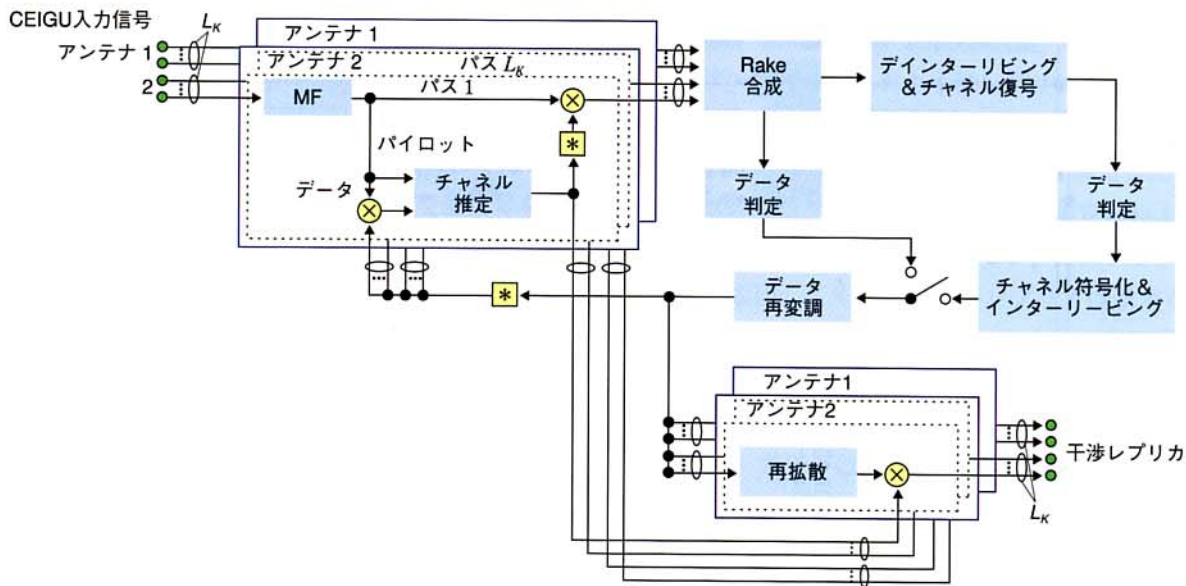 CEIGU入力信号
L_K
アンテナ 1
2
アンテナ 1
アンテナ 2
パス L_K
パス 1
MF
パイロット
データ
チャネル
推定
*
Rake
合成
デインターリビング
&チャネル復号
データ
判定
データ
判定
チャネル符号化&
インターリービング
データ
再変調
*
アンテナ1
アンテナ2
再拡散
干渉レプリカ
L_K